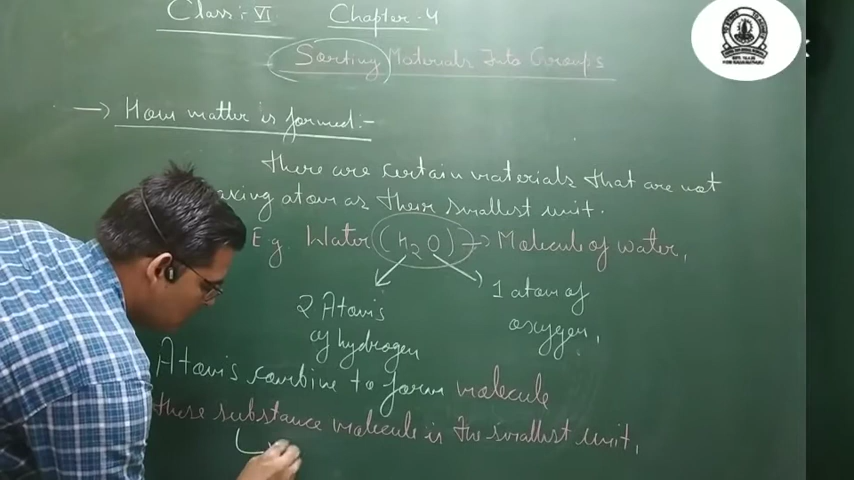 Class:- VI Chapter-4
Sorting Materials Into Groups
→ How matter is formed:-
There are certain materials that are not
aking atom as their smallest unit.
E.g. Water (H2O) → Molecule of water,
2 Atoms 1 atom of
of hydrogen oxygen,
Atoms combine to form molecule
these substance molecule is the smallest unit,